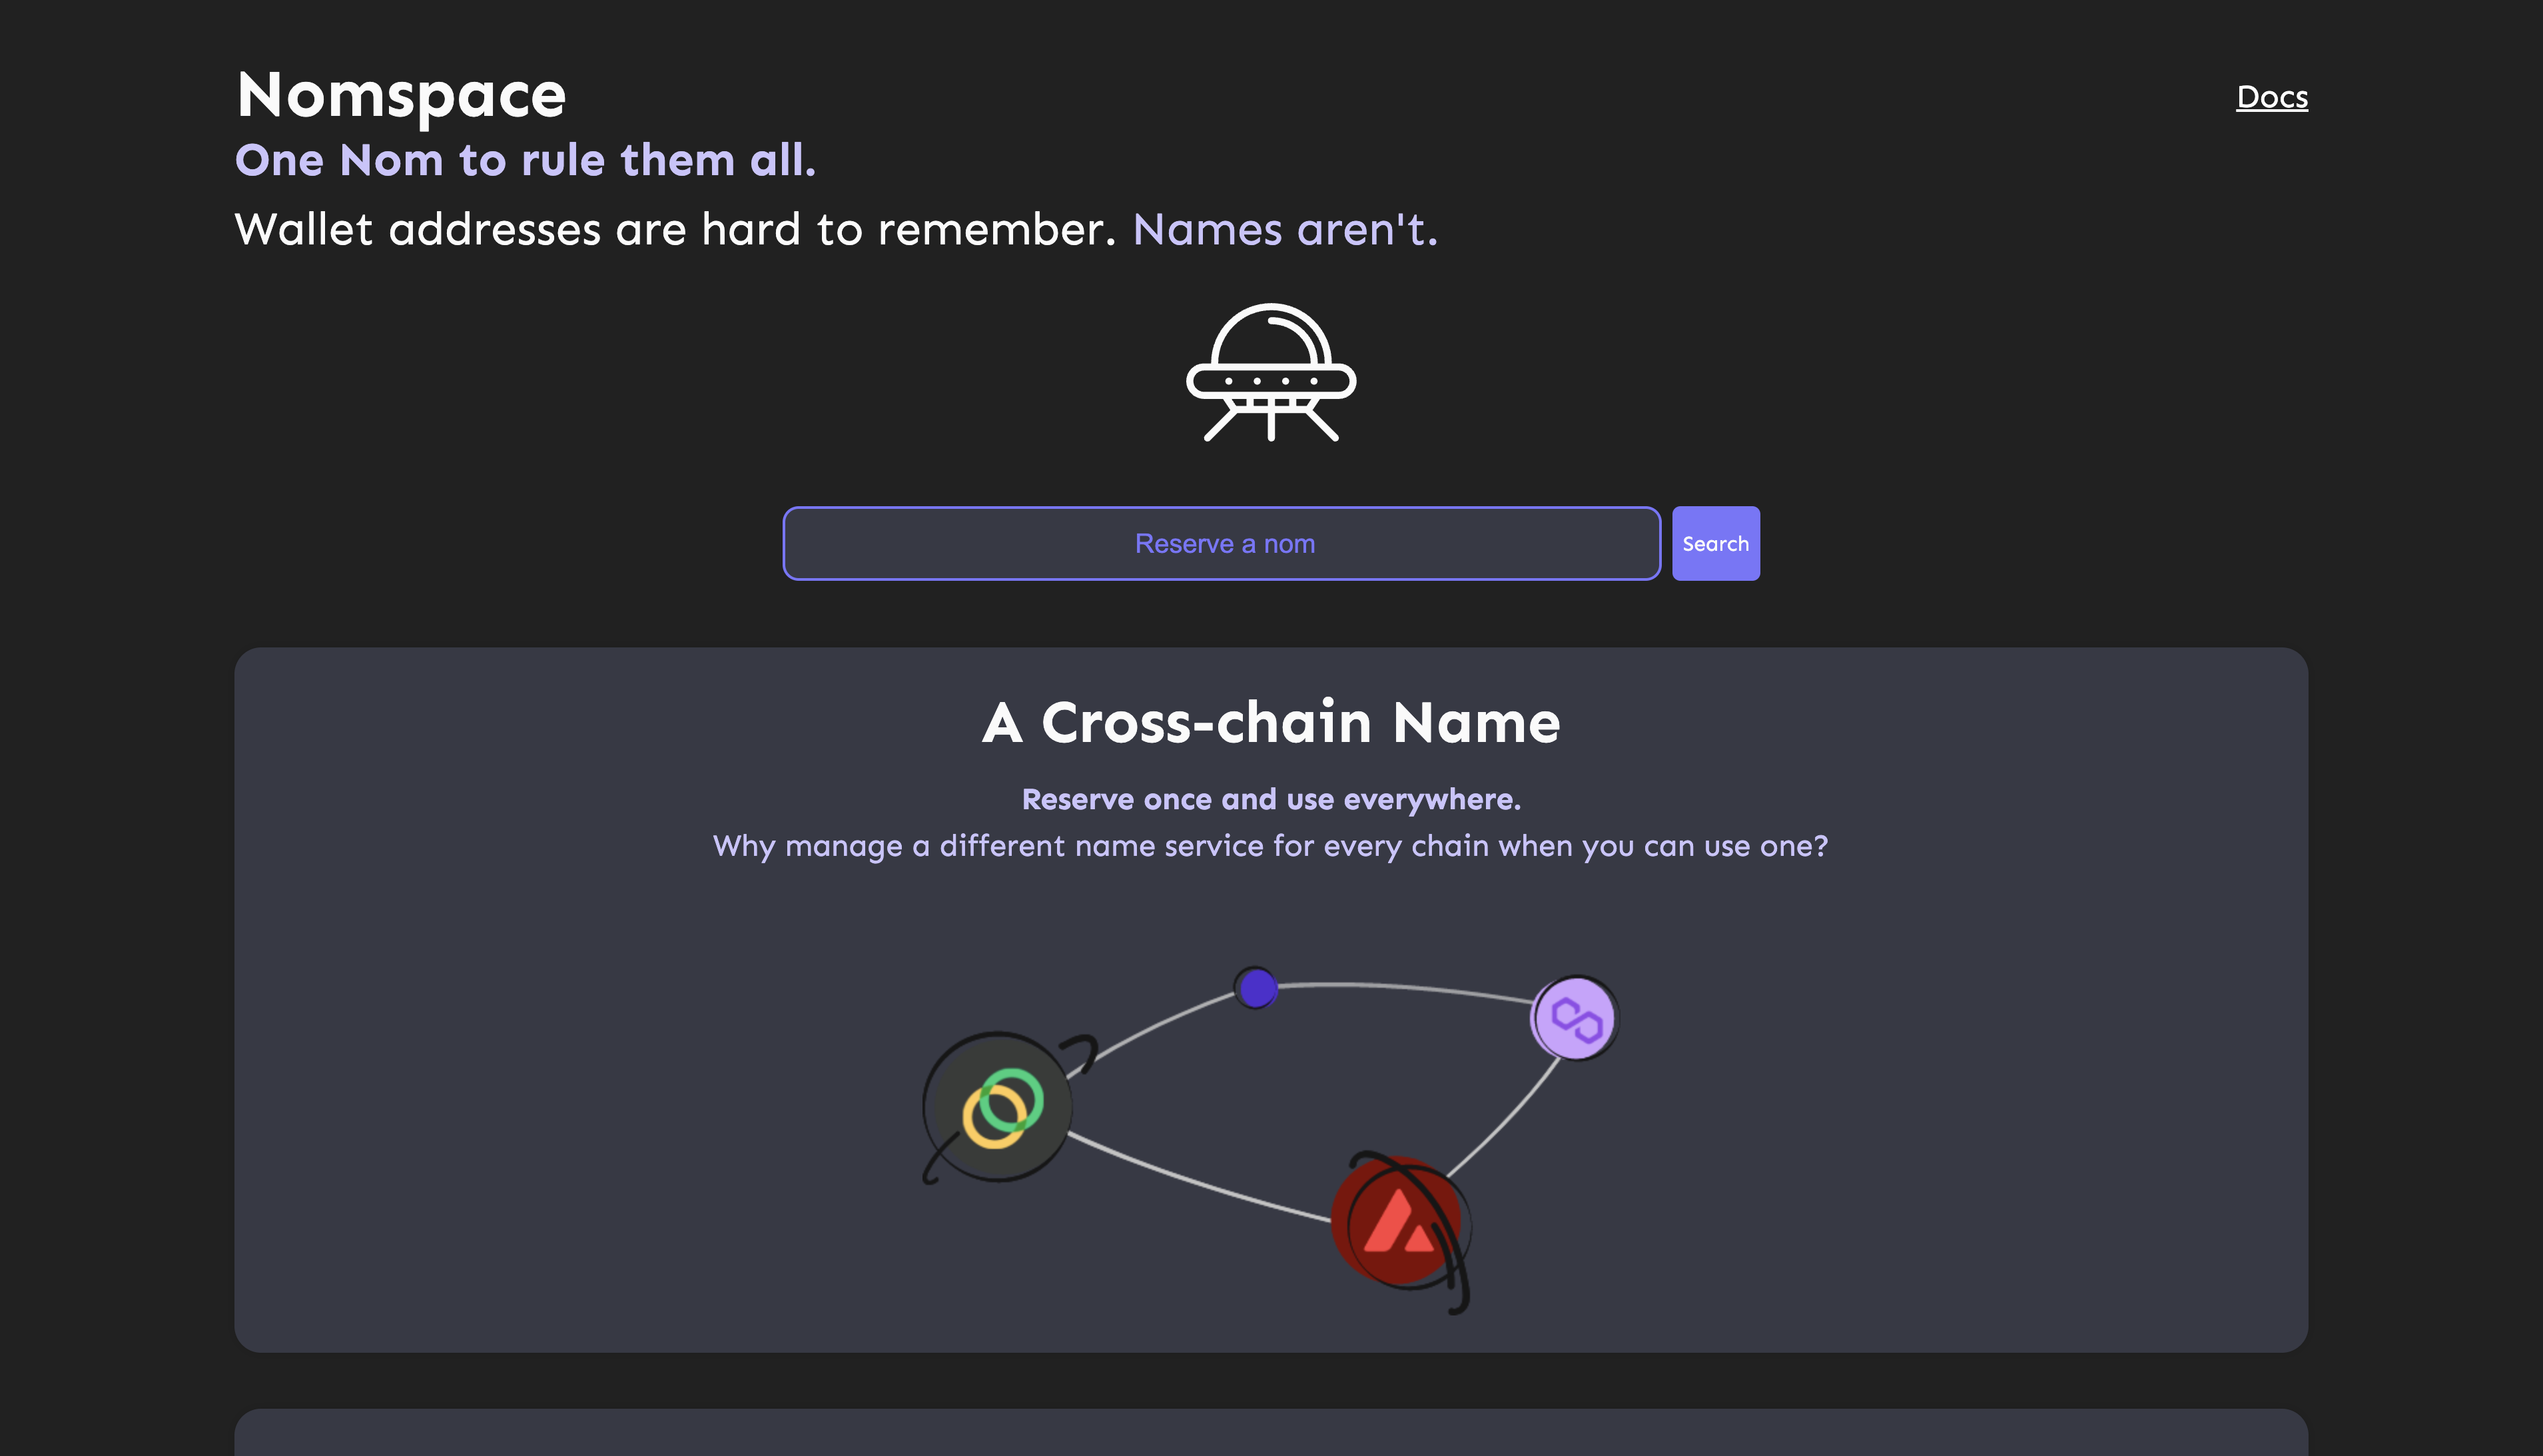 Nomspace
Docs
One Nom to rule them all.
Wallet addresses are hard to remember. Names aren't.
Reserve a nom
Search
A Cross-chain Name
Reserve once and use everywhere.
Why manage a different name service for every chain when you can use one?